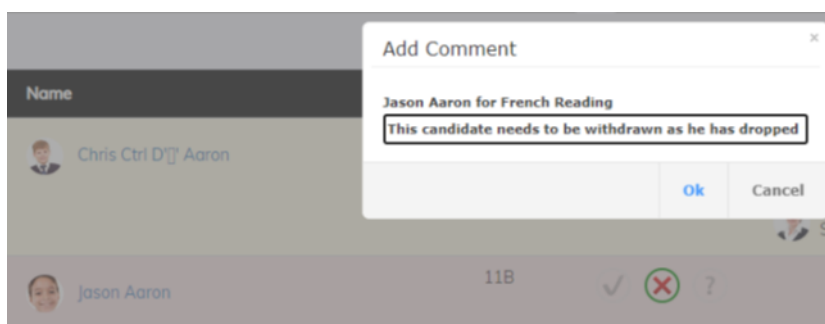 Add Comment
×
Name
Jason Aaron for French Reading
This candidate needs to be withdrawn as he has dropped
Chris Ctrl D'▯' Aaron
Ok Cancel
Jason Aaron 11B ?